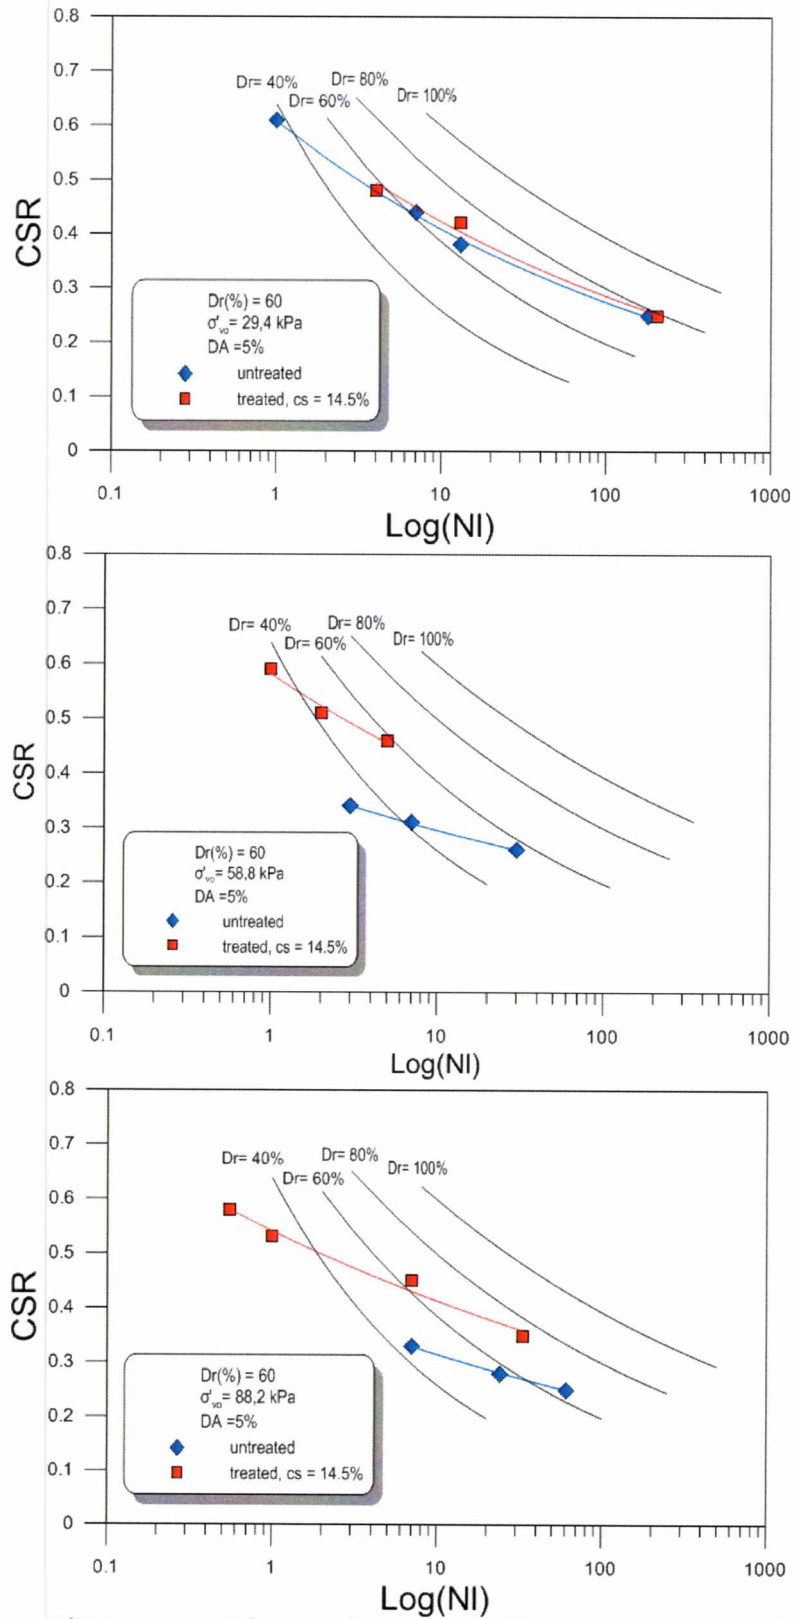 0.8
0.7
0.6
0.5
0.4
0.3
0.2
0.1
0
CSR
Dr= 40%
Dr= 80%
Dr= 60%
Dr= 100%
Dr(%) = 60
σ'vo= 29,4 kPa
DA =5%
untreated
treated, cs = 14.5%
0.1 1 10 100 1000
Log(NI)
0.8
0.7
0.6
0.5
0.4
0.3
0.2
0.1
0
CSR
Dr= 40%
Dr= 80%
Dr= 60%
Dr= 100%
Dr(%) = 60
σ'vo= 58,8 kPa
DA =5%
untreated
treated, cs = 14.5%
0.1 1 10 100 1000
Log(NI)
0.8
0.7
0.6
0.5
0.4
0.3
0.2
0.1
0
CSR
Dr= 40%
Dr= 80%
Dr= 60%
Dr= 100%
Dr(%) = 60
σ'vo= 88,2 kPa
DA =5%
untreated
treated, cs = 14.5%
0.1 1 10 100 1000
Log(NI)